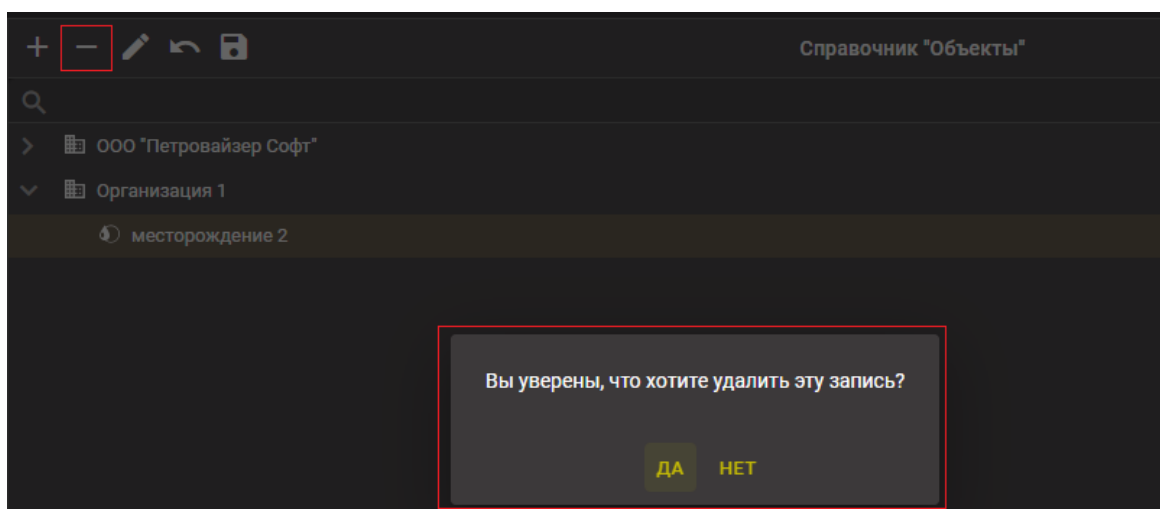 Справочник "Объекты"
ООО "Петровайзер Софт"
Организация 1
месторождение 2
Вы уверены, что хотите удалить эту запись?
ДА НЕТ